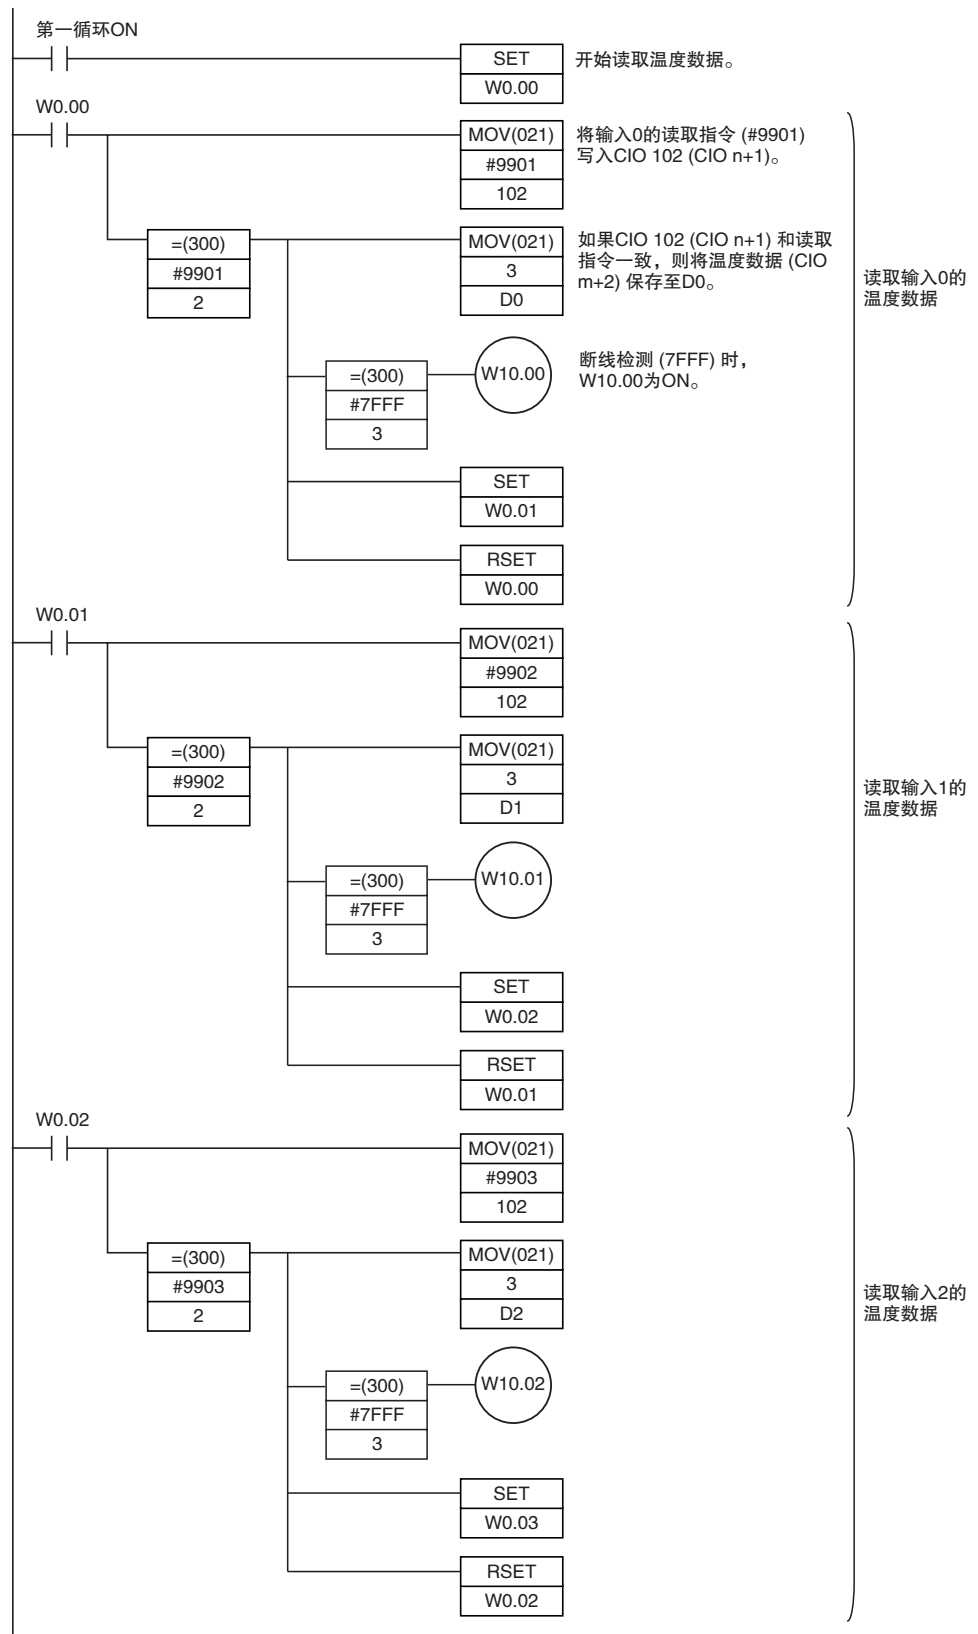 第一循环ON
SET
W0.00
开始读取温度数据。
W0.00
MOV(021)
#9901
102
将输入0的读取指令 (#9901)
写入CIO 102 (CIO n+1)。
=(300)
#9901
2
MOV(021)
3
D0
如果CIO 102 (CIO n+1) 和读取
指令一致，则将温度数据 (CIO
m+2) 保存至D0。
读取输入0的
温度数据
=(300)
#7FFF
3
W10.00
断线检测 (7FFF) 时，
W10.00为ON。
SET
W0.01
RSET
W0.00
W0.01
MOV(021)
#9902
102
=(300)
#9902
2
MOV(021)
3
D1
读取输入1的
温度数据
=(300)
#7FFF
3
W10.01
SET
W0.02
RSET
W0.01
W0.02
MOV(021)
#9903
102
=(300)
#9903
2
MOV(021)
3
D2
读取输入2的
温度数据
=(300)
#7FFF
3
W10.02
SET
W0.03
RSET
W0.02